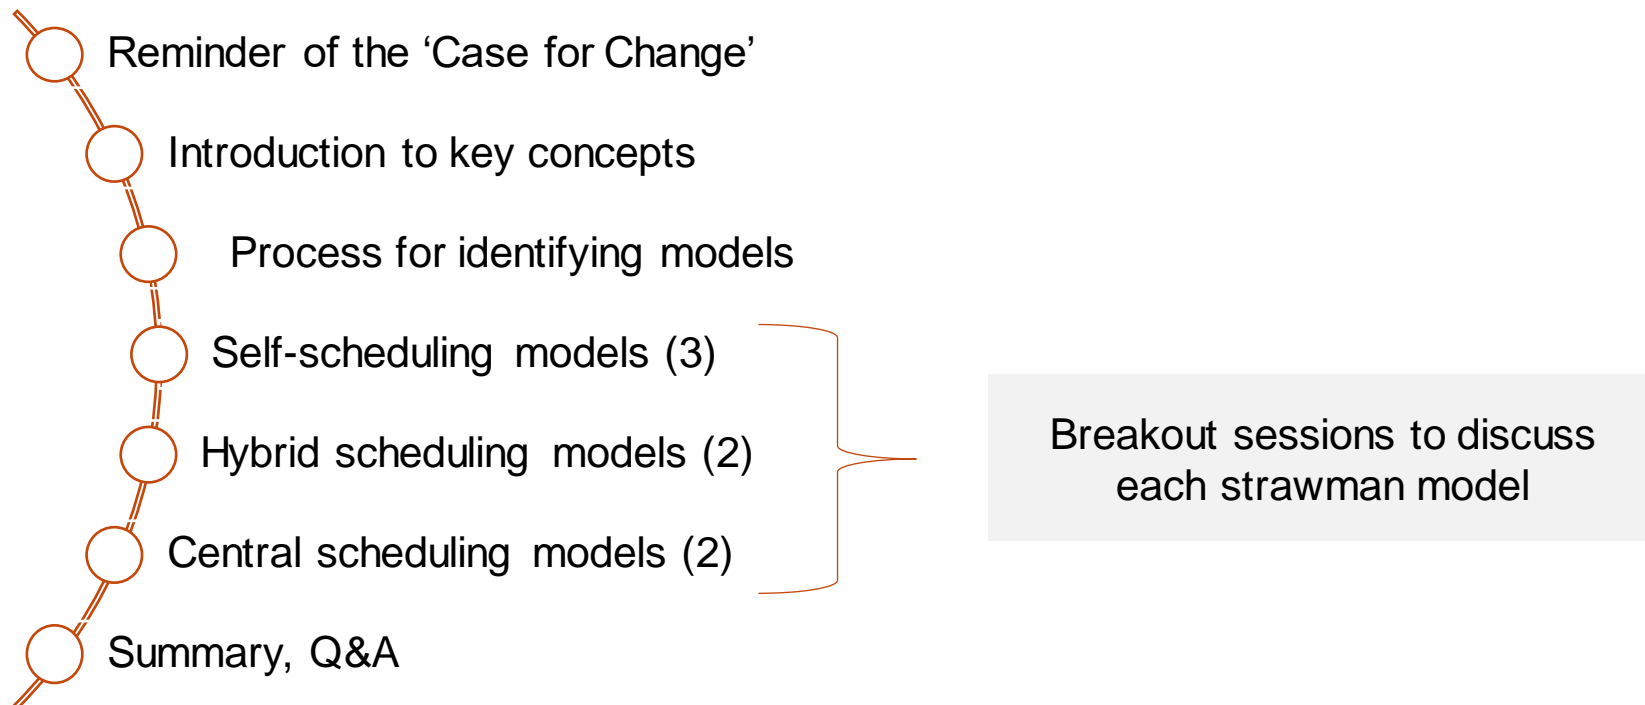 Reminder of the ‘Case for Change’
Introduction to key concepts
Process for identifying models
Self-scheduling models (3)
Hybrid scheduling models (2)
Central scheduling models (2)
Summary, Q&A
Breakout sessions to discuss
each strawman model